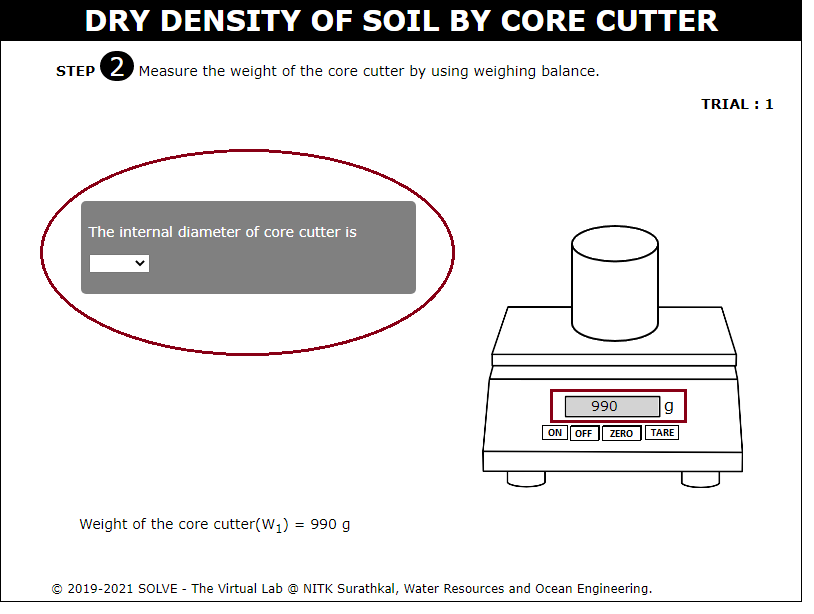 DRY DENSITY OF SOIL BY CORE CUTTER
STEP 2 Measure the weight of the core cutter by using weighing balance.
TRIAL : 1
The internal diameter of core cutter is
990 g
ON OFF ZERO TARE
Weight of the core cutter(W₁) = 990 g
© 2019-2021 SOLVE - The Virtual Lab @ NITK Surathkal, Water Resources and Ocean Engineering.